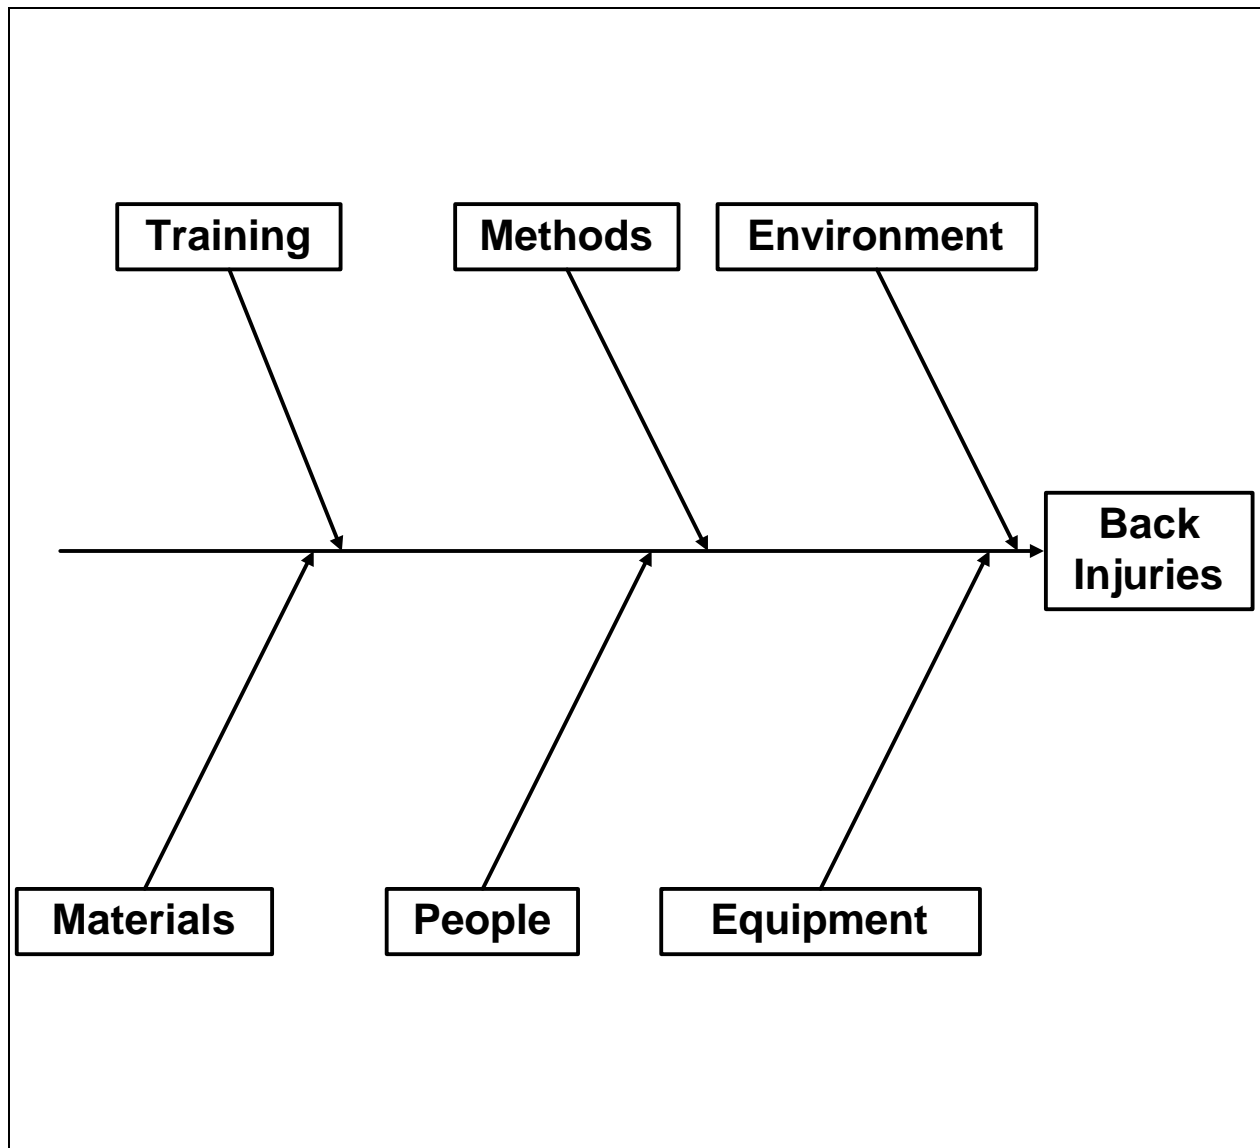 Training
Methods
Environment
Back
Injuries
Materials
People
Equipment